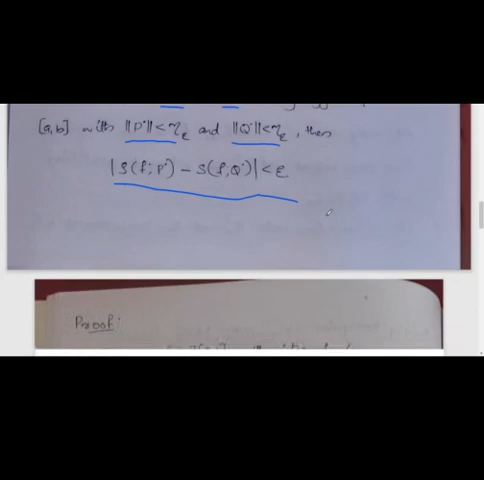 [a,b] with ||Ṗ|| < η_ε and ||Q̇|| < η_ε, then
|S(f;Ṗ) - S(f;Q̇)| < ε
Proof: